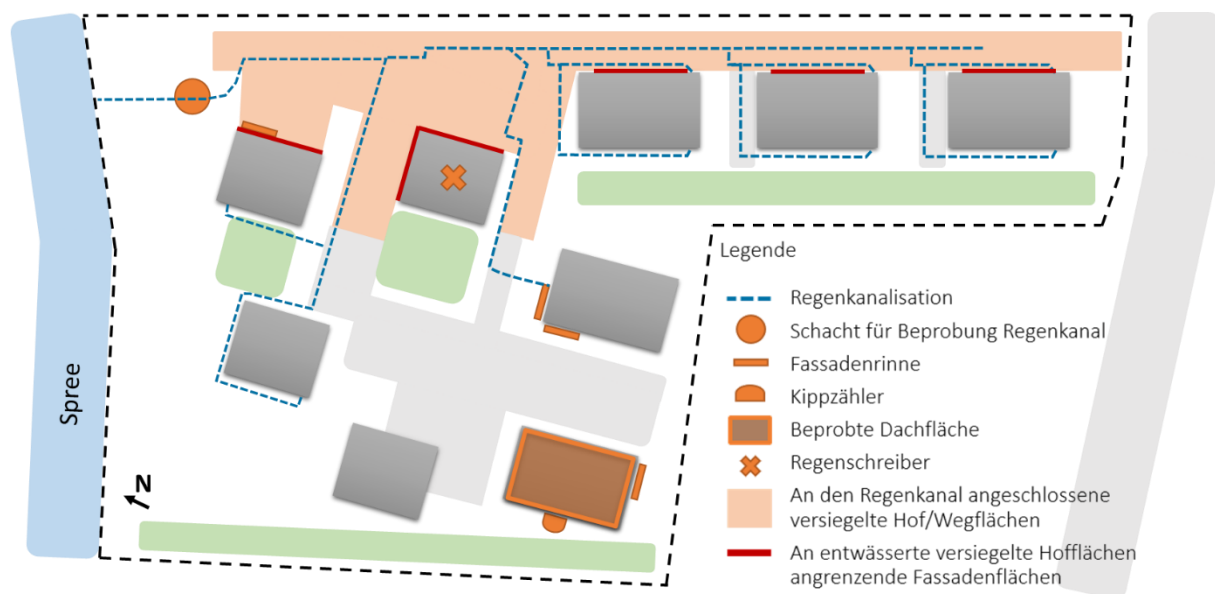 Spree
N
Legende
Regenkanalisation
Schacht für Beprobung Regenkanal
Fassadenrinne
Kippzähler
Beprobte Dachfläche
Regenschreiber
An den Regenkanal angeschlossene
versiegelte Hof/Wegflächen
An entwässerte versiegelte Hofflächen
angrenzende Fassadenflächen